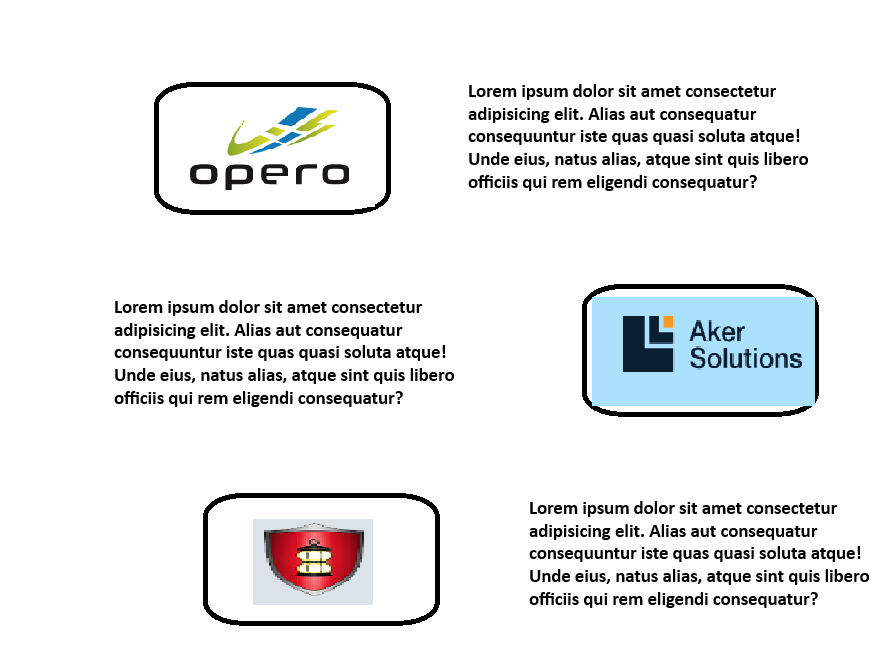 opero
Lorem ipsum dolor sit amet consectetur
adipisicing elit. Alias aut consequatur
consequuntur iste quas quasi soluta atque!
Unde eius, natus alias, atque sint quis libero
officiis qui rem eligendi consequatur?
Lorem ipsum dolor sit amet consectetur
adipisicing elit. Alias aut consequatur
consequuntur iste quas quasi soluta atque!
Unde eius, natus alias, atque sint quis libero
officiis qui rem eligendi consequatur?
Aker
Solutions
Lorem ipsum dolor sit amet consectetur
adipisicing elit. Alias aut consequatur
consequuntur iste quas quasi soluta atque!
Unde eius, natus alias, atque sint quis libero
officiis qui rem eligendi consequatur?